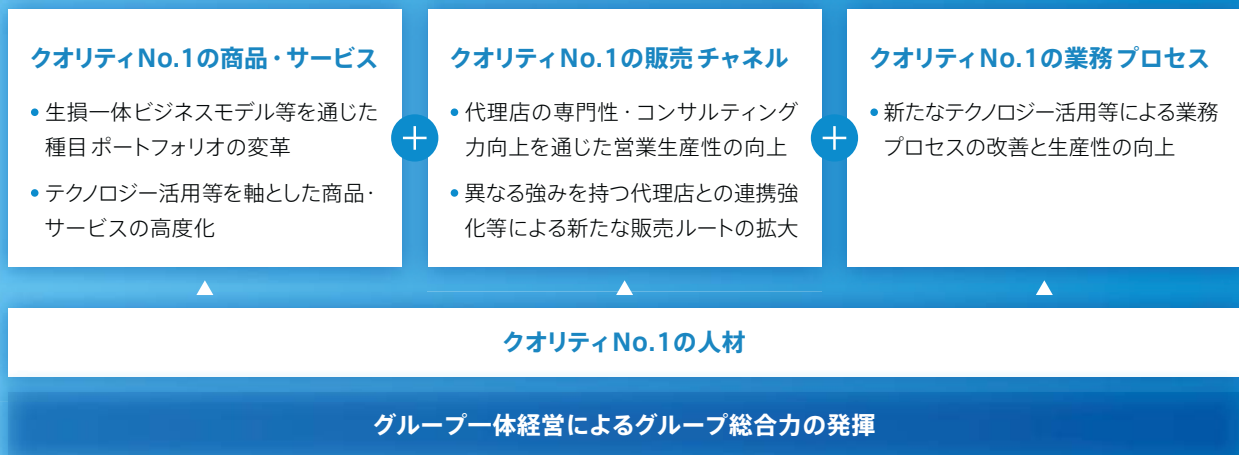 クオリティNo.1の商品・サービス
• 生損一体ビジネスモデル等を通じた
種目ポートフォリオの変革
• テクノロジー活用等を軸とした商品・
サービスの高度化
+
クオリティNo.1の販売チャネル
• 代理店の専門性・コンサルティング
力向上を通じた営業生産性の向上
• 異なる強みを持つ代理店との連携強
化等による新たな販売ルートの拡大
+
クオリティNo.1の業務プロセス
• 新たなテクノロジー活用等による業務
プロセスの改善と生産性の向上
クオリティNo.1の人材
グループ一体経営によるグループ総合力の発揮